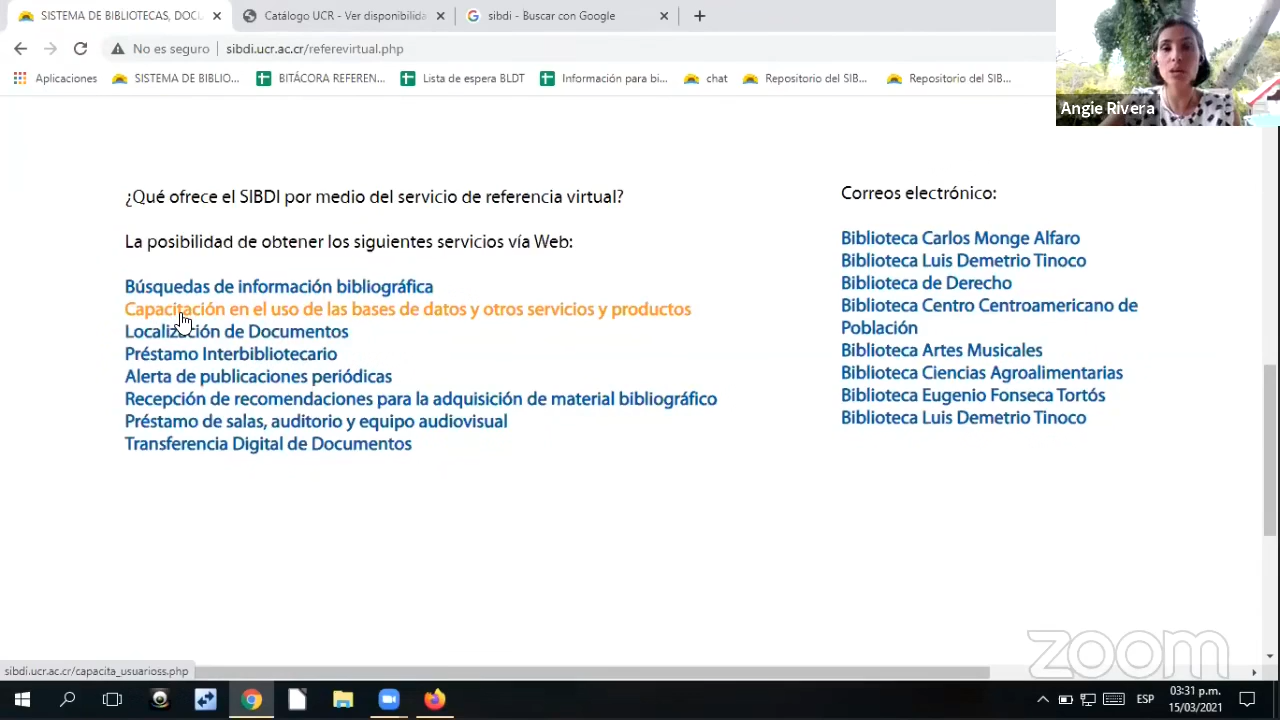 SISTEMA DE BIBLIOTECAS, DOCU
Catálogo UCR - Ver disponibilida
sibdi - Buscar con Google
No es seguro
sibdi.ucr.ac.cr/referevirtual.php
Aplicaciones
SISTEMA DE BIBLIO...
BITÁCORA REFEREN...
Lista de espera BLDT
Información para bi...
chat
Repositorio del SIB...
Repositorio del SIB...
Angie Rivera
¿Qué ofrece el SIBDI por medio del servicio de referencia virtual?
La posibilidad de obtener los siguientes servicios vía Web:
Búsquedas de información bibliográfica
Capacitación en el uso de las bases de datos y otros servicios y productos
Localización de Documentos
Préstamo Interbibliotecario
Alerta de publicaciones periódicas
Recepción de recomendaciones para la adquisición de material bibliográfico
Préstamo de salas, auditorio y equipo audiovisual
Transferencia Digital de Documentos
Correos electrónico:
Biblioteca Carlos Monge Alfaro
Biblioteca Luis Demetrio Tinoco
Biblioteca de Derecho
Biblioteca Centro Centroamericano de
Población
Biblioteca Artes Musicales
Biblioteca Ciencias Agroalimentarias
Biblioteca Eugenio Fonseca Tortós
Biblioteca Luis Demetrio Tinoco
zoom
sibdi.ucr.ac.cr/capacita_usuarioss.php
ESP
03:31 p.m.
15/03/2021